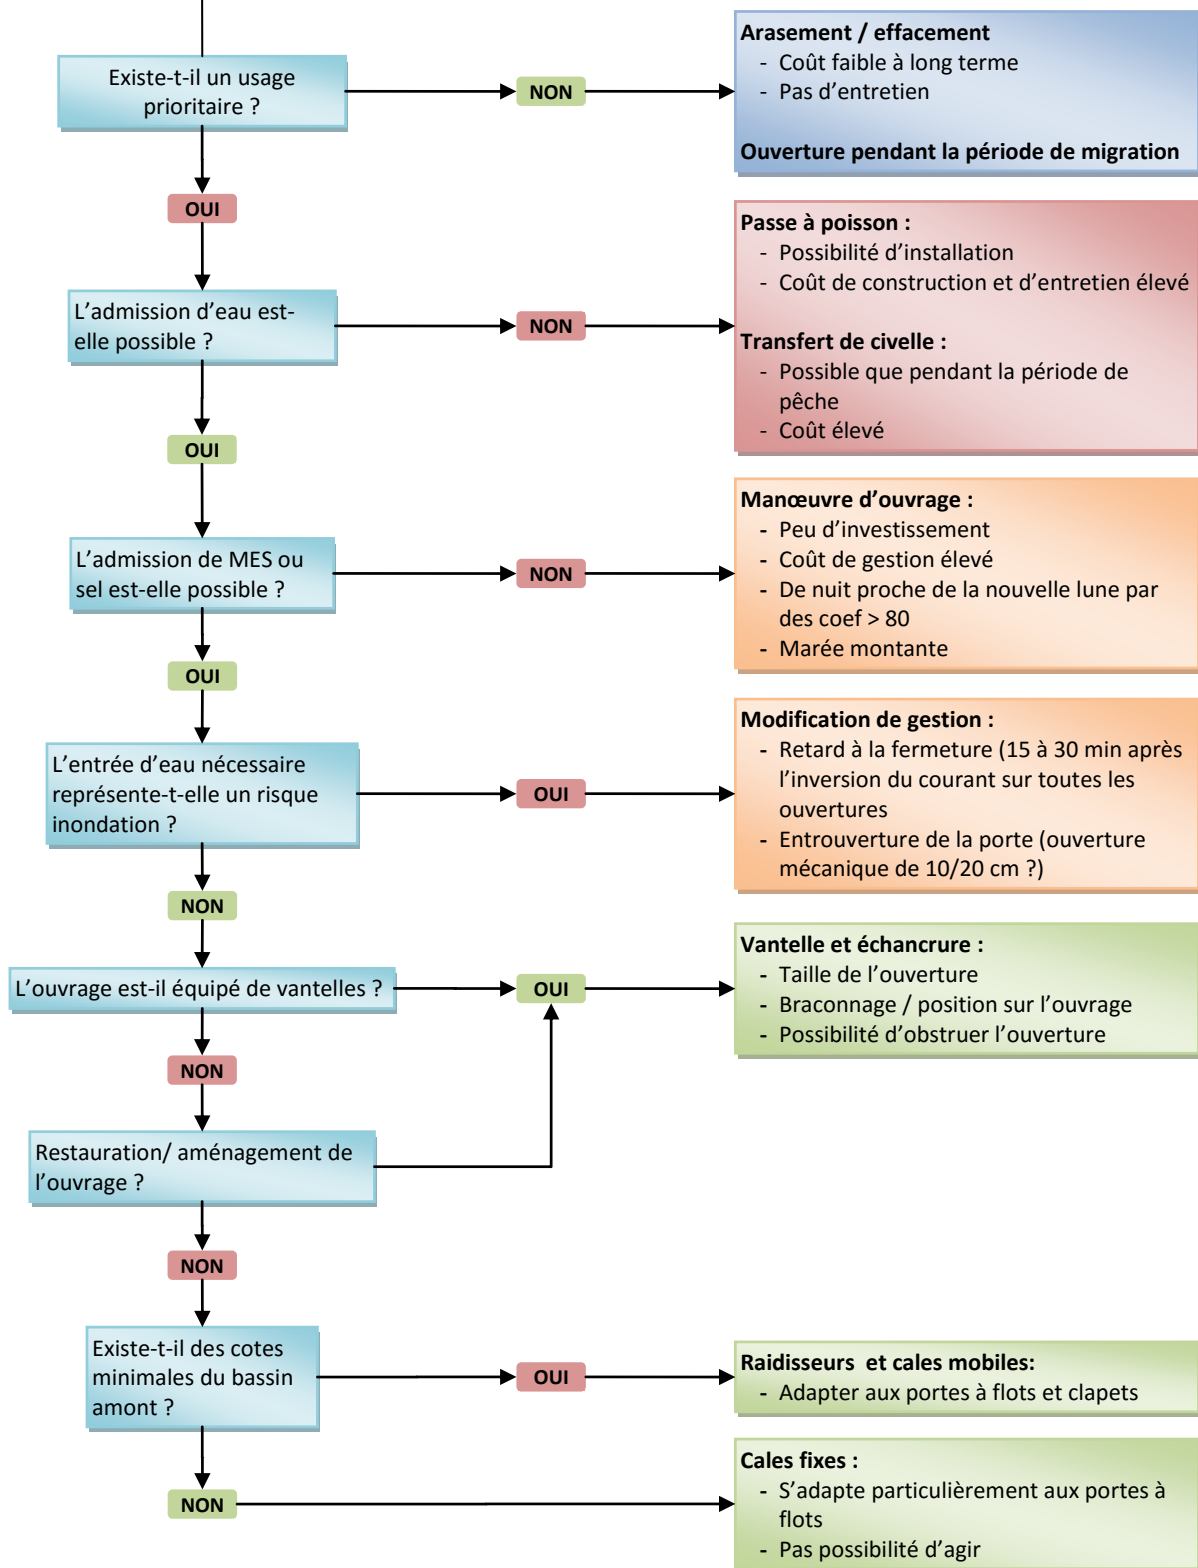 Existe-t-il un usage
prioritaire ?
NON
Arasement / effacement
- Coût faible à long terme
- Pas d'entretien
Ouverture pendant la période de migration
OUI
L'admission d'eau est-
elle possible ?
NON
Passe à poisson :
- Possibilité d'installation
- Coût de construction et d'entretien élevé
Transfert de civelle :
- Possible que pendant la période de
pêche
- Coût élevé
OUI
L'admission de MES ou
sel est-elle possible ?
NON
Manœuvre d'ouvrage :
- Peu d'investissement
- Coût de gestion élevé
- De nuit proche de la nouvelle lune par
des coef > 80
- Marée montante
OUI
L'entrée d'eau nécessaire
représente-t-elle un risque
inondation ?
OUI
Modification de gestion :
- Retard à la fermeture (15 à 30 min après
l'inversion du courant sur toutes les
ouvertures
- Entrouverture de la porte (ouverture
mécanique de 10/20 cm ?)
NON
L'ouvrage est-il équipé de vantelles ?
OUI
Vantelle et échancrure :
- Taille de l'ouverture
- Braconnage / position sur l'ouvrage
- Possibilité d'obstruer l'ouverture
NON
Restauration/ aménagement de
l'ouvrage ?
NON
Existe-t-il des cotes
minimales du bassin
amont ?
OUI
Raidisseurs et cales mobiles:
- Adapter aux portes à flots et clapets
NON
Cales fixes :
- S'adapte particulièrement aux portes à
flots
- Pas possibilité d'agir